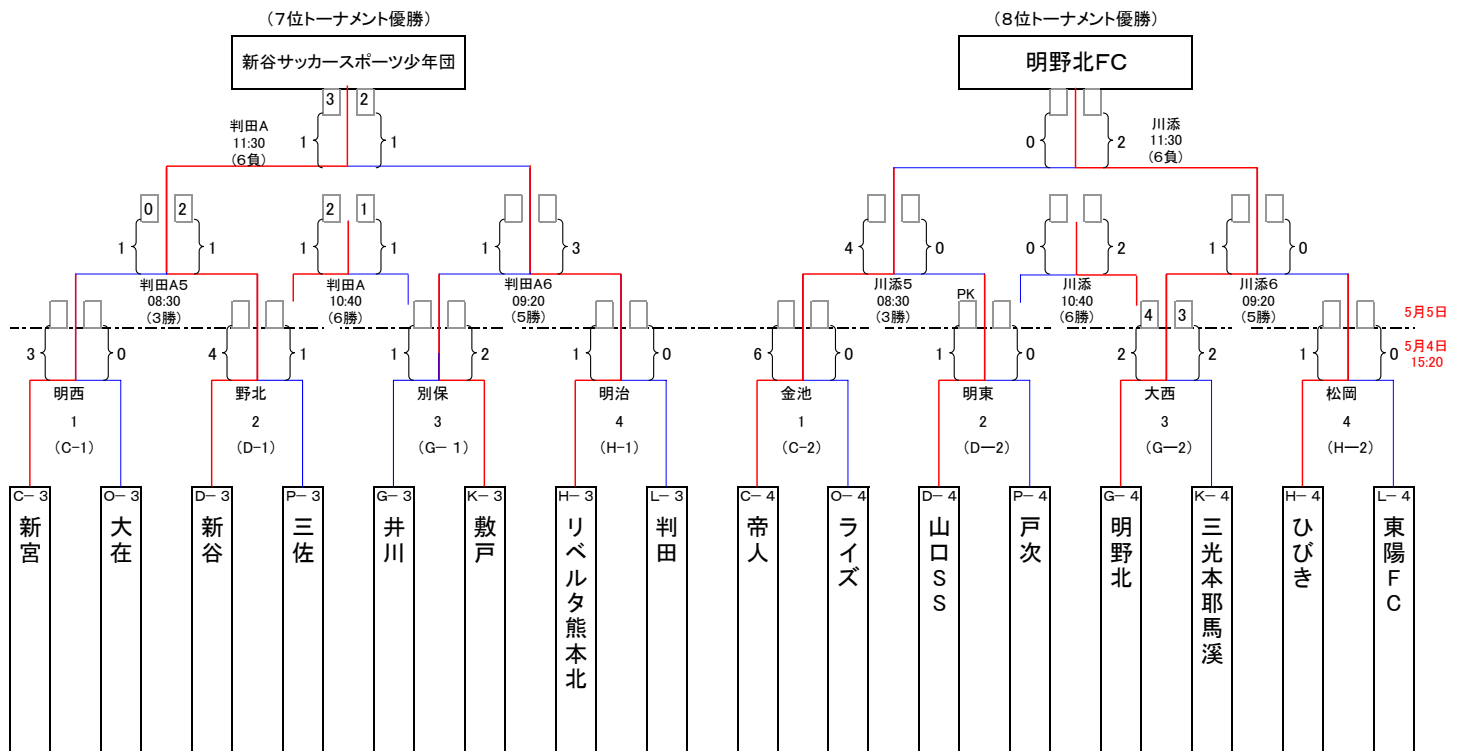 (7位トーナメント優勝)
(8位トーナメント優勝)
新谷サッカースポーツ少年団
明野北FC
3 2
判田A
11:30
(6負)
1 1
0 2
川添
11:30
(6負)
0 2
2 1
1 1
1 1
1 3
4 0
0 2
1 0
判田A5
08:30
(3勝)
判田A
10:40
(6勝)
判田A6
09:20
(5勝)
川添5
08:30
(3勝)
PK
川添
10:40
(6勝)
川添6
09:20
(5勝)
4 3
5月5日
3 0
4 1
1 2
1 0
6 0
1 0
2 2
1 0
5月4日
15:20
明西
1
(C-1)
野北
2
(D-1)
別保
3
(G-1)
明治
4
(H-1)
金池
1
(C-2)
明東
2
(D-2)
大西
3
(G-2)
松岡
4
(H-2)
C-3
新宮
O-3
大在
D-3
新谷
P-3
三佐
G-3
井川
K-3
敷戸
H-3
リベルタ熊本北
L-3
判田
C-4
帝人
O-4
ライズ
D-4
山口SS
P-4
戸次
G-4
明野北
K-4
三光本耶馬溪
H-4
ひびき
L-4
東陽FC